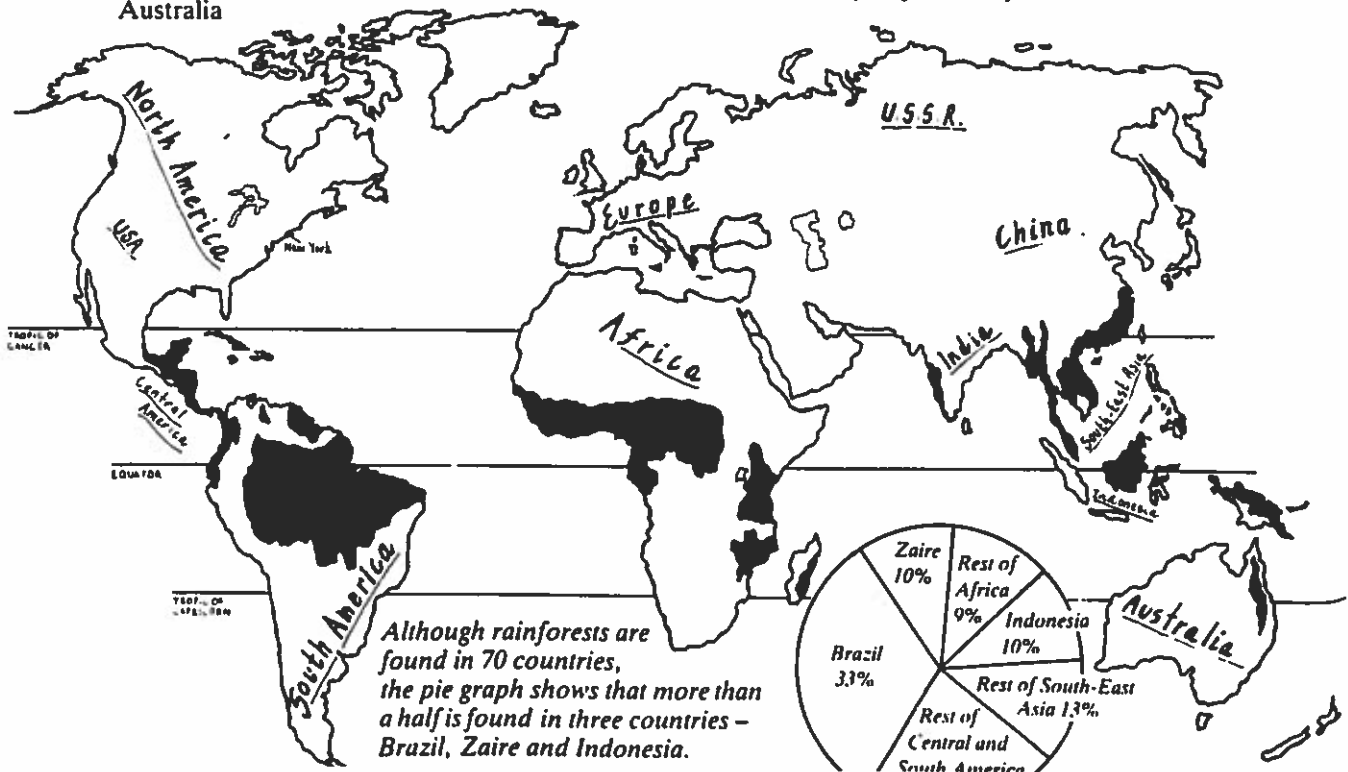 Australia
North America
U.S.S.R.
Europe
USA
New York
China.
Africa
India
TROPIC OF
CANCER
Central
America
South-East Asia
EQUATOR
Indonesia
TROPIC OF
CAPRICORN
South America
Australia
Although rainforests are
found in 70 countries,
the pie graph shows that more than
a half is found in three countries –
Brazil, Zaire and Indonesia.
Zaire
10%
Rest of
Africa
9%
Indonesia
10%
Brazil
33%
Rest of South-East
Asia 13%
Rest of
Central and
South America